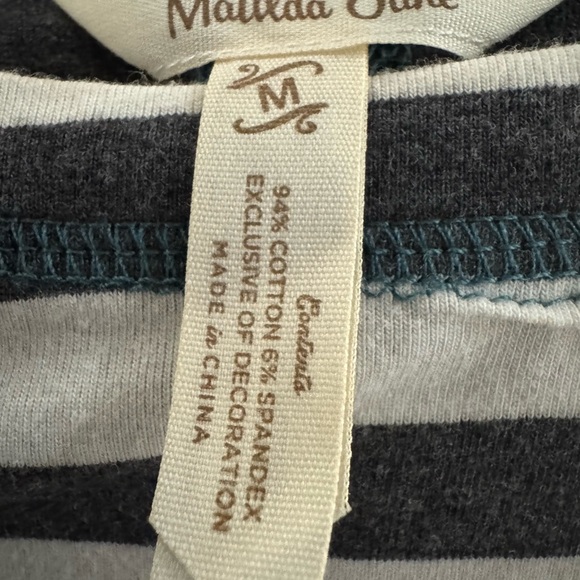 Matilda Jane
M
Contents
94% COTTON 6% SPANDEX
EXCLUSIVE OF DECORATION
MADE in CHINA